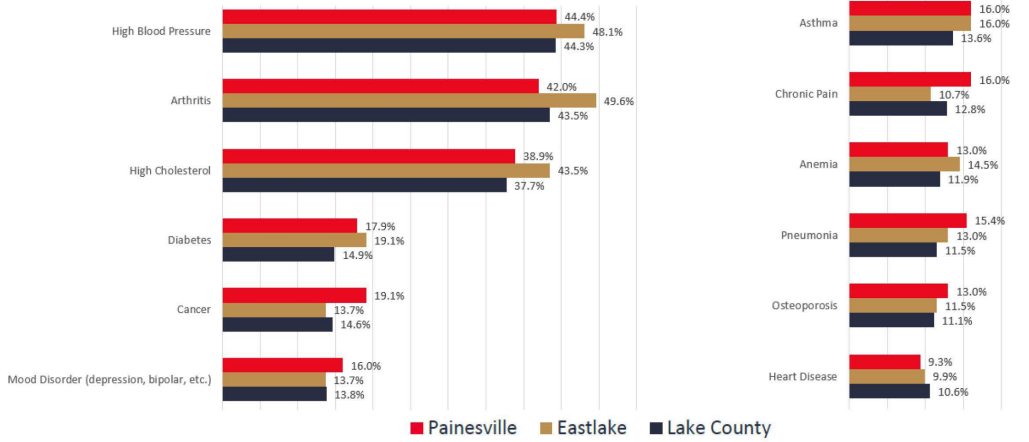 High Blood Pressure
44.4%
48.1%
44.3%
Arthritis
42.0%
49.6%
43.5%
High Cholesterol
38.9%
43.5%
37.7%
Diabetes
17.9%
19.1%
14.9%
Cancer
19.1%
13.7%
14.6%
Mood Disorder (depression, bipolar, etc.)
16.0%
13.7%
13.8%
Asthma
16.0%
16.0%
13.6%
Chronic Pain
16.0%
10.7%
12.8%
Anemia
13.0%
14.5%
11.9%
Pneumonia
15.4%
13.0%
11.5%
Osteoporosis
13.0%
11.5%
11.1%
Heart Disease
9.3%
9.9%
10.6%
Painesville Eastlake Lake County